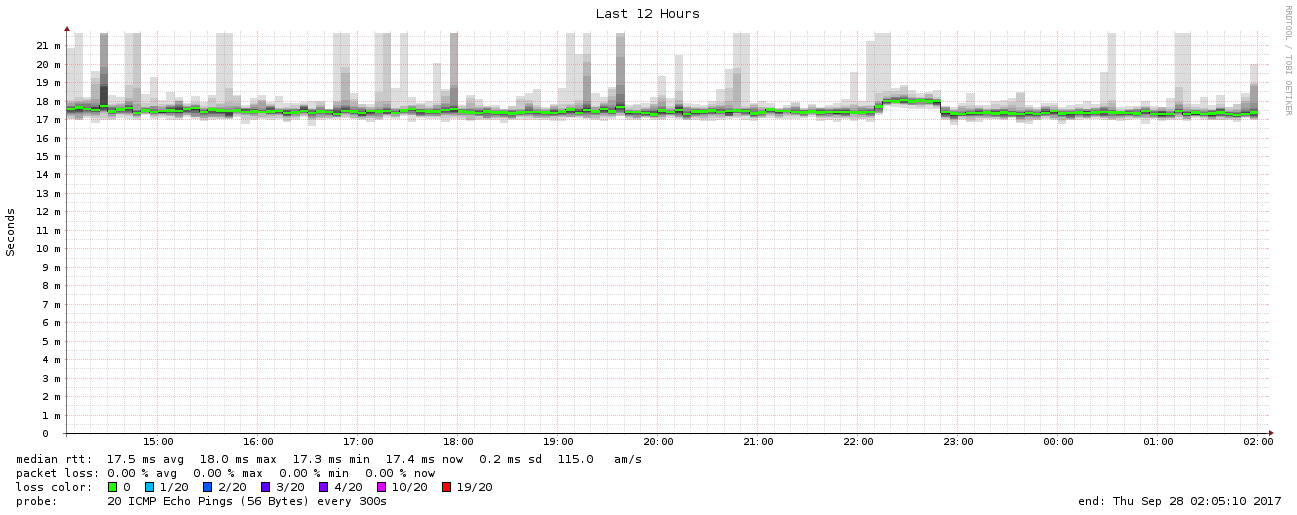 Last 12 Hours
RRDTOOL / TOBI OETIKER
Seconds
21 m
20 m
19 m
18 m
17 m
16 m
15 m
14 m
13 m
12 m
11 m
10 m
9 m
8 m
7 m
6 m
5 m
4 m
3 m
2 m
1 m
0
15:00 16:00 17:00 18:00 19:00 20:00 21:00 22:00 23:00 00:00 01:00 02:00
median rtt: 17.5 ms avg 18.0 ms max 17.3 ms min 17.4 ms now 0.2 ms sd 115.0 am/s
packet loss: 0.00 % avg 0.00 % max 0.00 % min 0.00 % now
loss color: 0 1/20 2/20 3/20 4/20 10/20 19/20
probe: 20 ICMP Echo Pings (56 Bytes) every 300s
end: Thu Sep 28 02:05:10 2017